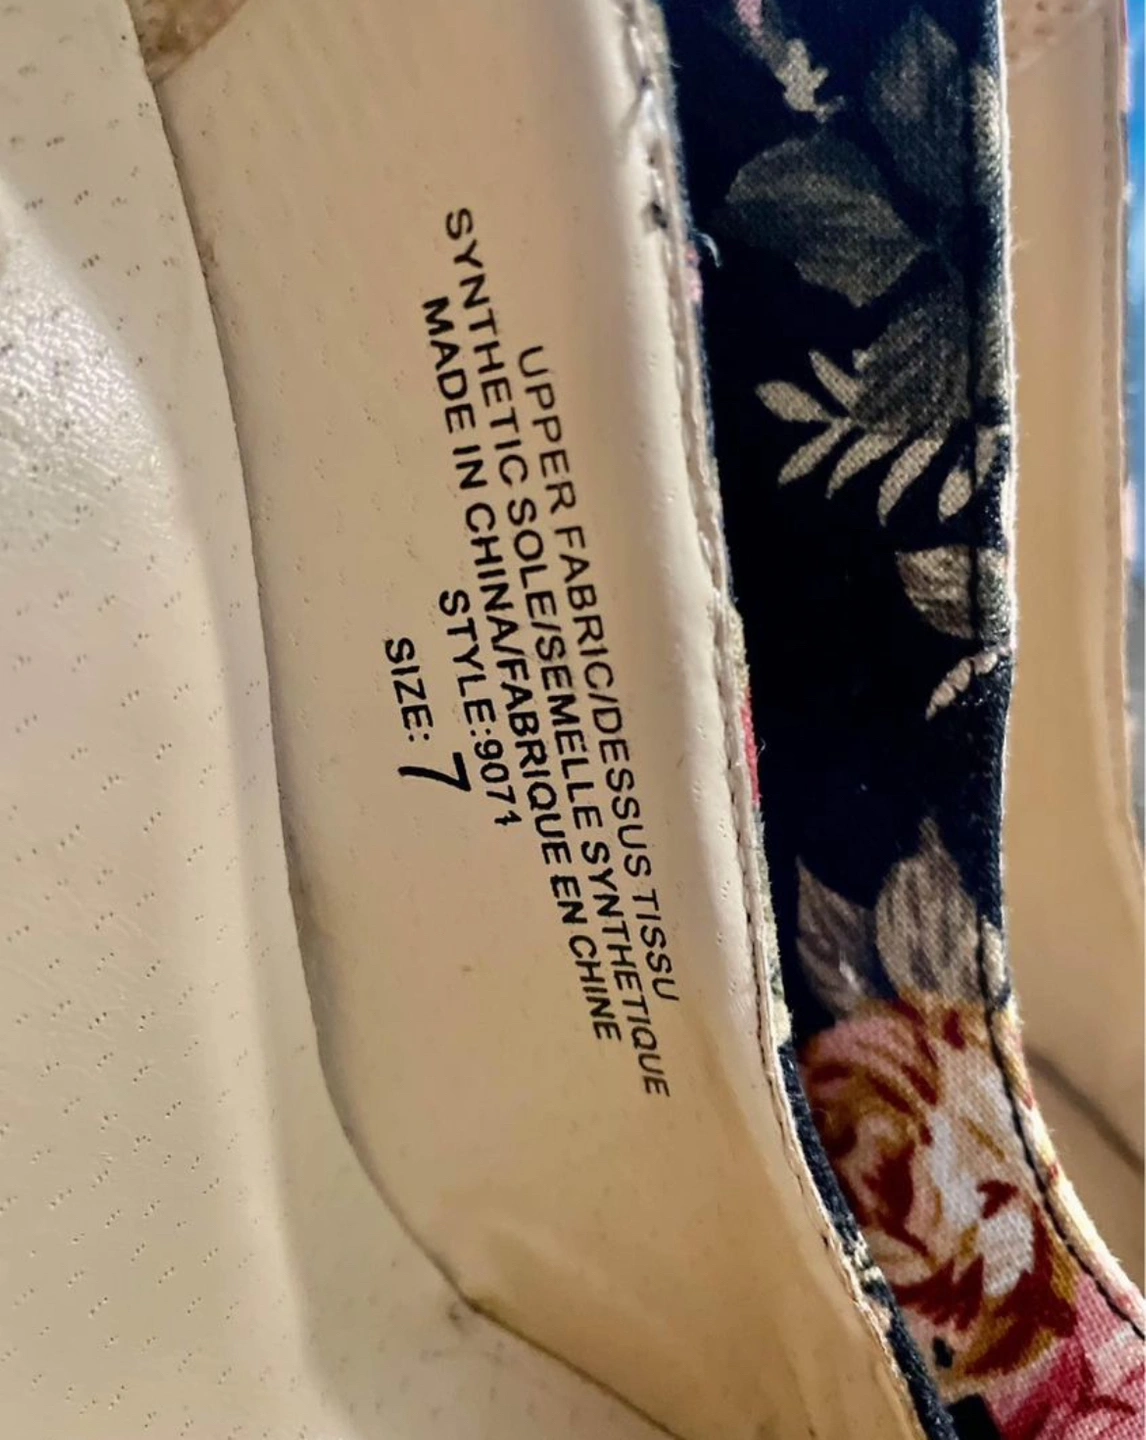 UPPER FABRIC/DESSUS TISSU
SYNTHETIC SOLE/SEMELLE SYNTHETIQUE
MADE IN CHINA/FABRIQUE EN CHINE
STYLE:9071
SIZE: 7